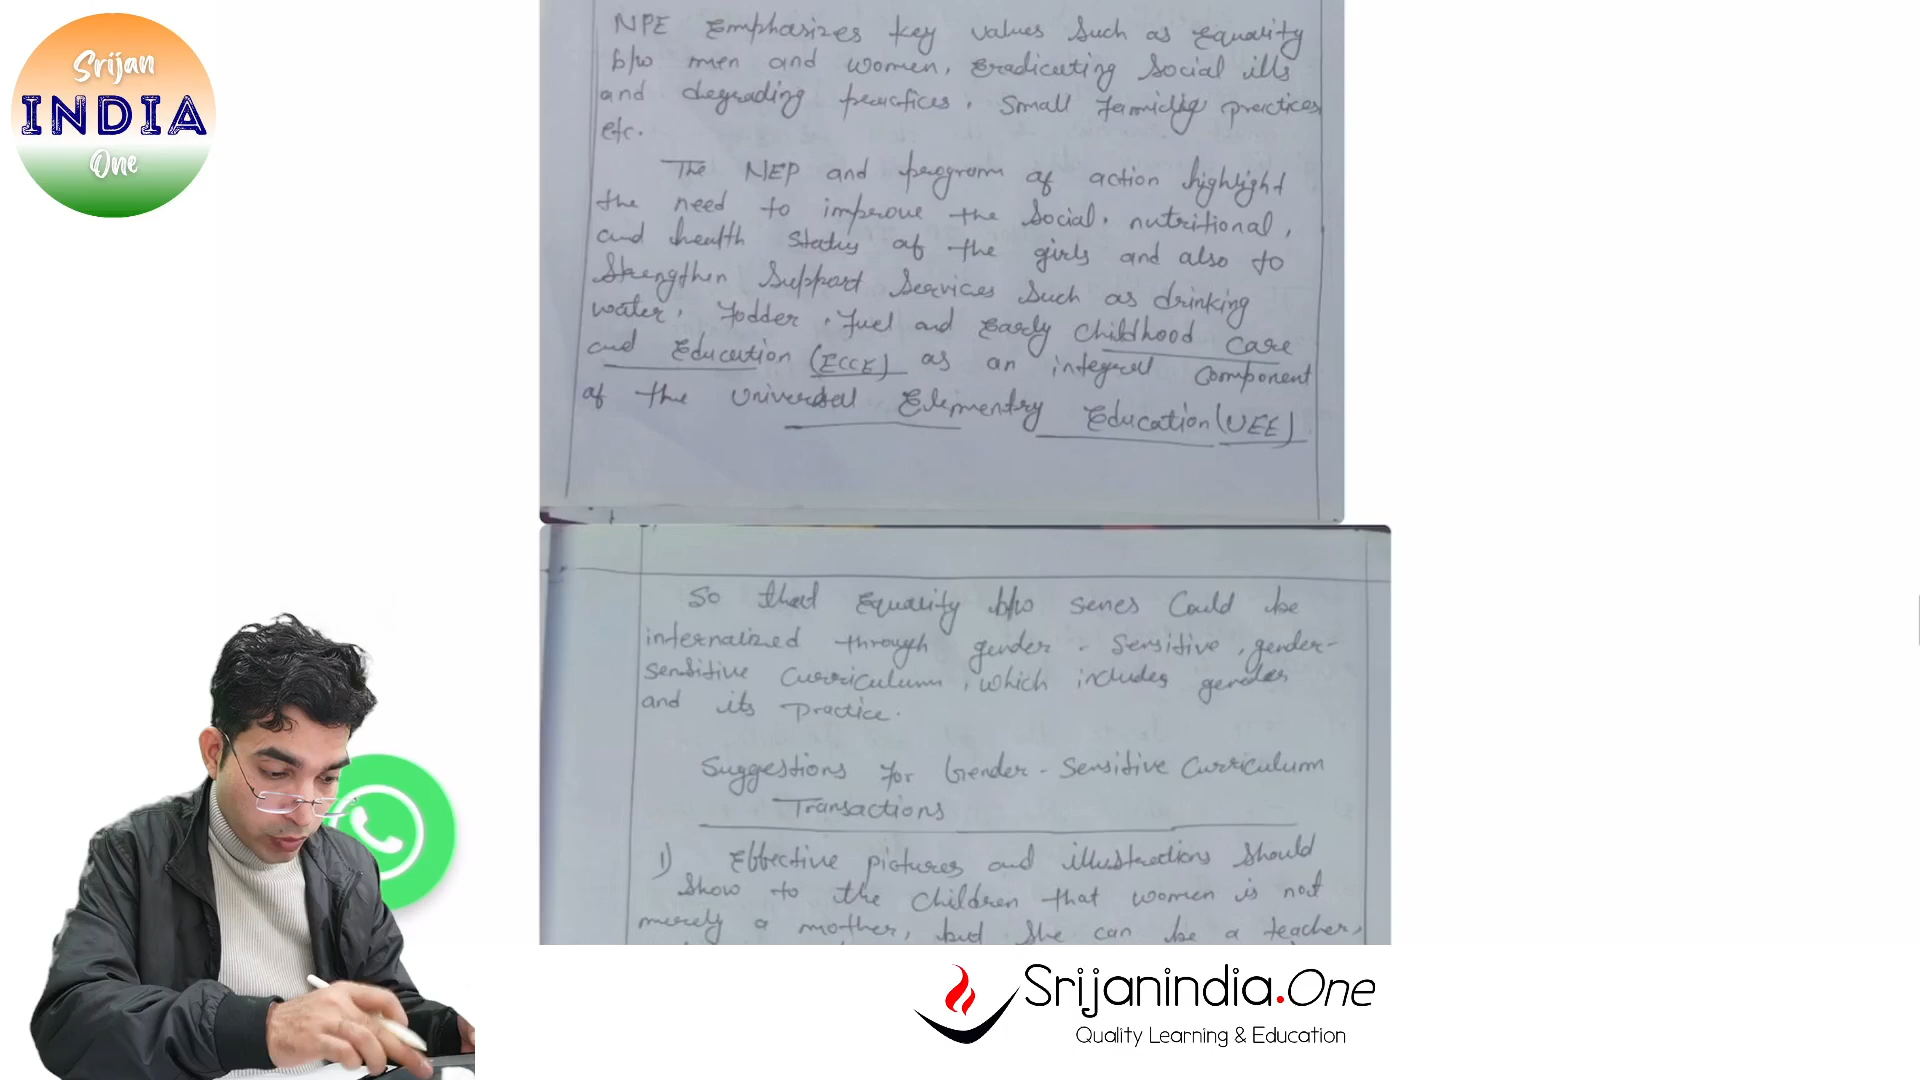 Srijan
INDIA
One
NPE Emphasizes key values such as equality
b/w men and women, eradicating social ills
and degrading practices, small family practices
etc.
The NEP and program of action highlight
the need to improve the social, nutritional,
and health status of the girls and also to
strengthen support services such as drinking
water, fodder, fuel and Early childhood care
and Education (ECCE) as an integral component
of the Universal Elementry Education (UEE)
So that equality b/w sexes could be
internalized through gender - sensitive, gender-
sensitive curriculum, which includes gender
and its practice.
Suggestions for Gender - Sensitive Curriculum
Transactions
1) Effective pictures and illustrations should
show to the children that women is not
merely a mother, but she can be a teacher,
Srijanindia.One
Quality Learning & Education